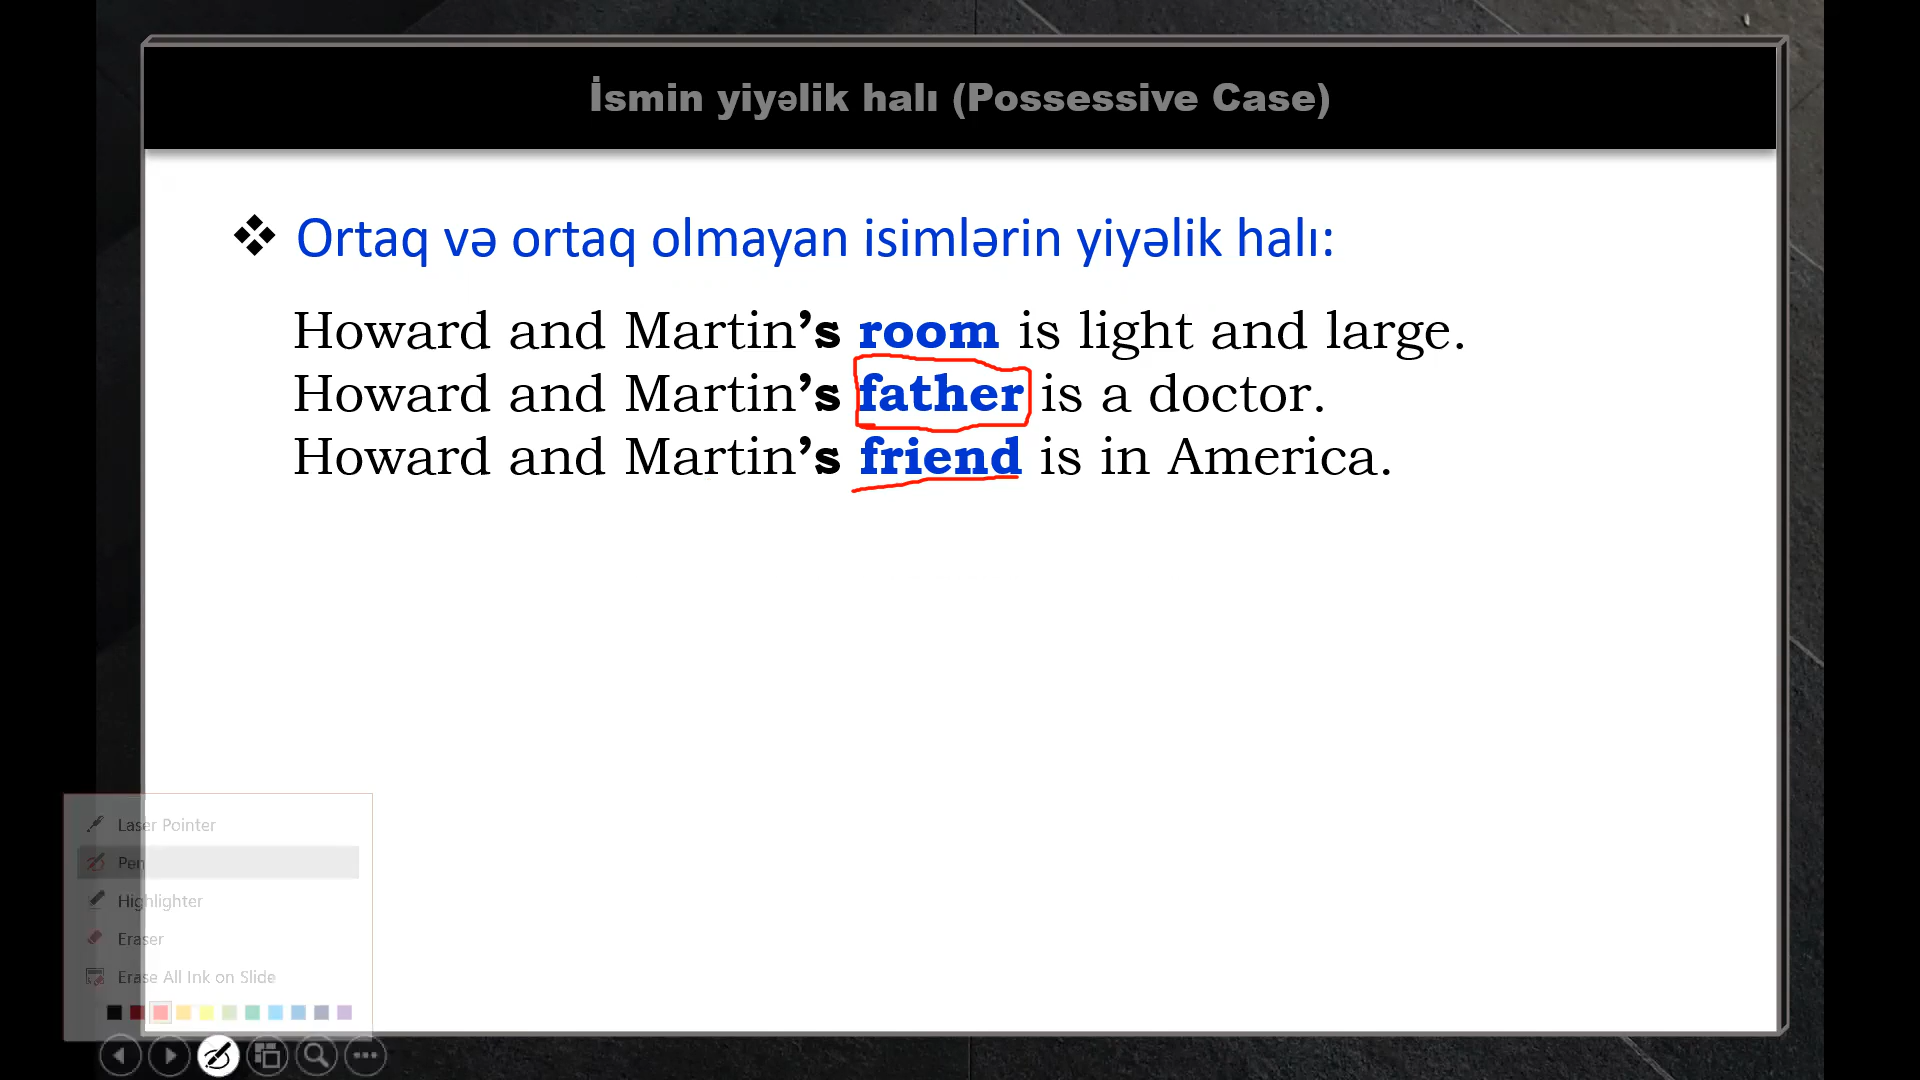 İsmin yiyəlik halı (Possessive Case)
❖ Ortaq və ortaq olmayan isimlərin yiyəlik halı:
Howard and Martin’s room is light and large.
Howard and Martin’s father is a doctor.
Howard and Martin’s friend is in America.
Laser Pointer
Pen
Highlighter
Eraser
Erase All Ink on Slide